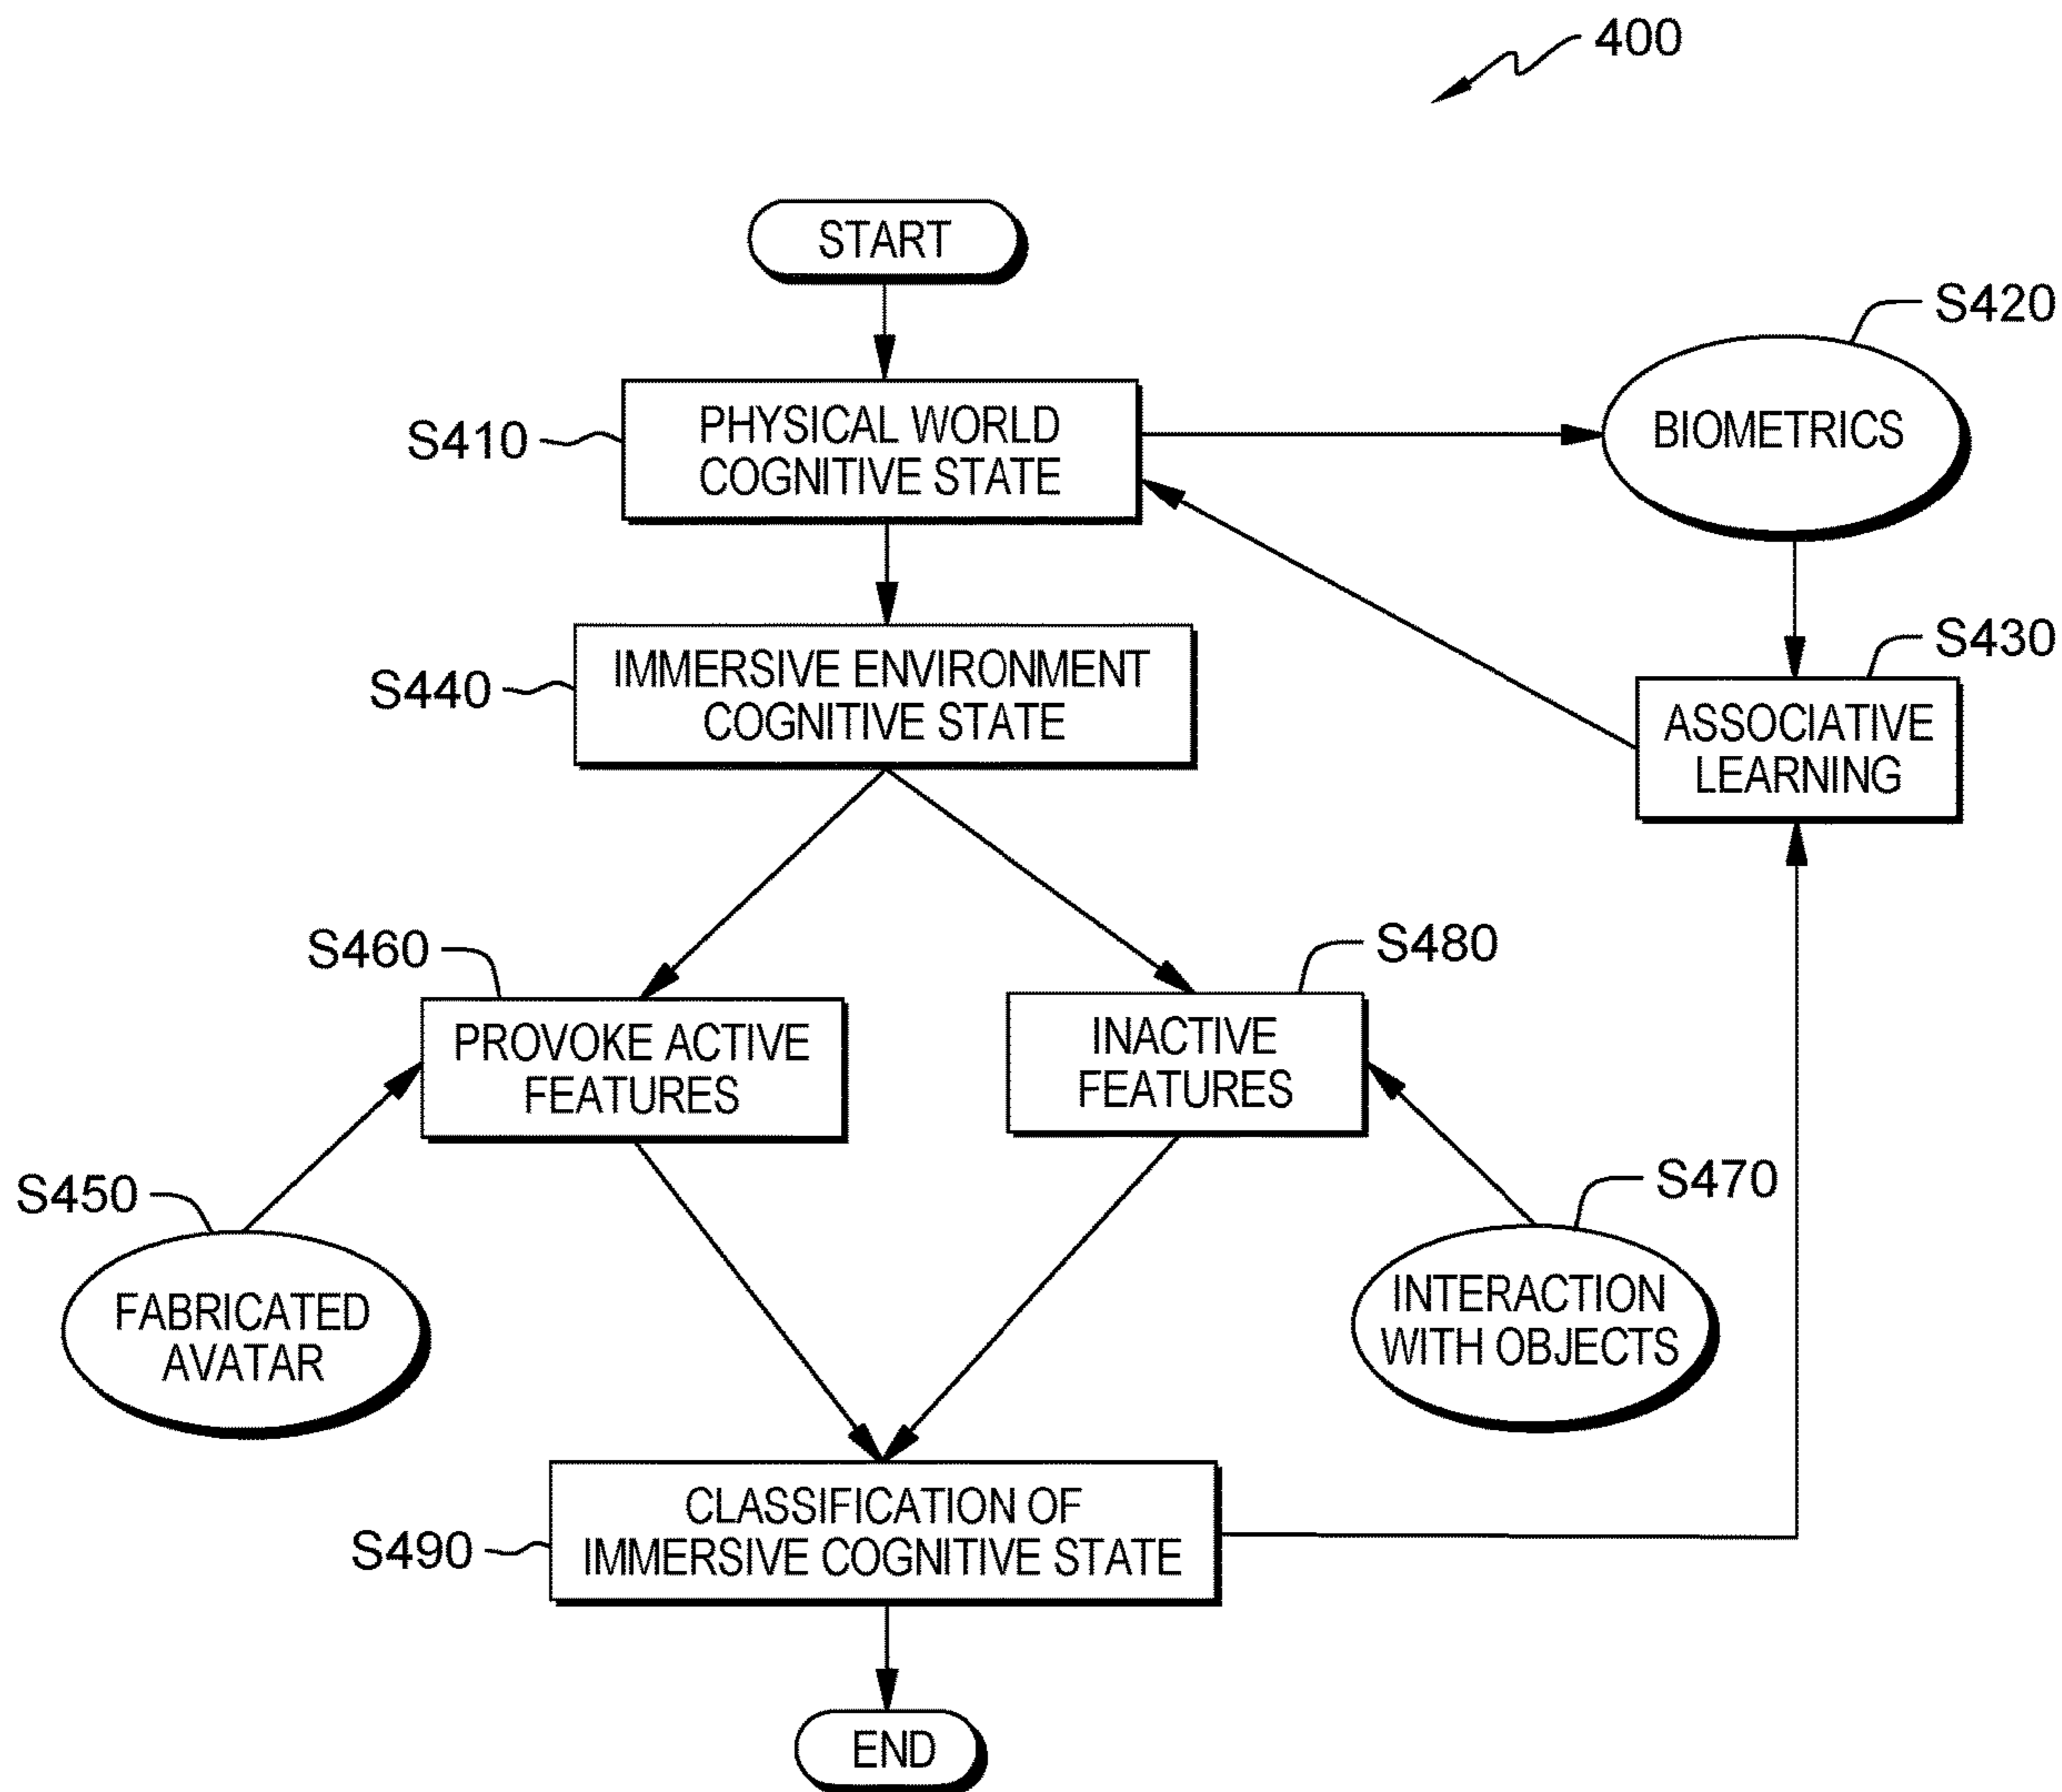 400
START
S420
S410
PHYSICAL WORLD
COGNITIVE STATE
BIOMETRICS
S430
S440
IMMERSIVE ENVIRONMENT
COGNITIVE STATE
ASSOCIATIVE
LEARNING
S460
S480
PROVOKE ACTIVE
FEATURES
INACTIVE
FEATURES
S450
S470
FABRICATED
AVATAR
INTERACTION
WITH OBJECTS
S490
CLASSIFICATION OF
IMMERSIVE COGNITIVE STATE
END